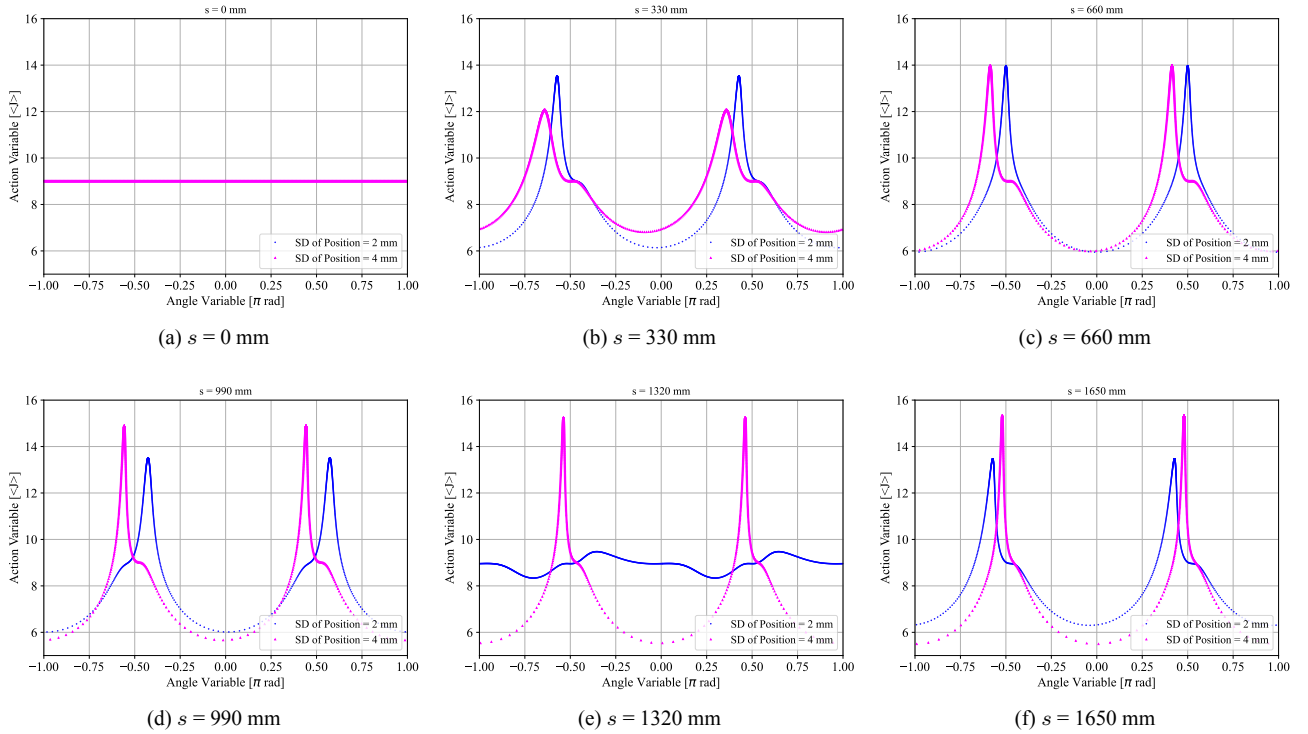 s = 0 mm
16
14
12
10
8
6
Action Variable [<J>]
−1.00 −0.75 −0.50 −0.25 0.00 0.25 0.50 0.75 1.00
Angle Variable [π rad]
SD of Position = 2 mm
SD of Position = 4 mm
(a) s = 0 mm
s = 330 mm
16
14
12
10
8
6
Action Variable [<J>]
−1.00 −0.75 −0.50 −0.25 0.00 0.25 0.50 0.75 1.00
Angle Variable [π rad]
SD of Position = 2 mm
SD of Position = 4 mm
(b) s = 330 mm
s = 660 mm
16
14
12
10
8
6
Action Variable [<J>]
−1.00 −0.75 −0.50 −0.25 0.00 0.25 0.50 0.75 1.00
Angle Variable [π rad]
SD of Position = 2 mm
SD of Position = 4 mm
(c) s = 660 mm
s = 990 mm
16
14
12
10
8
6
Action Variable [<J>]
−1.00 −0.75 −0.50 −0.25 0.00 0.25 0.50 0.75 1.00
Angle Variable [π rad]
SD of Position = 2 mm
SD of Position = 4 mm
(d) s = 990 mm
s = 1320 mm
16
14
12
10
8
6
Action Variable [<J>]
−1.00 −0.75 −0.50 −0.25 0.00 0.25 0.50 0.75 1.00
Angle Variable [π rad]
SD of Position = 2 mm
SD of Position = 4 mm
(e) s = 1320 mm
s = 1650 mm
16
14
12
10
8
6
Action Variable [<J>]
−1.00 −0.75 −0.50 −0.25 0.00 0.25 0.50 0.75 1.00
Angle Variable [π rad]
SD of Position = 2 mm
SD of Position = 4 mm
(f) s = 1650 mm